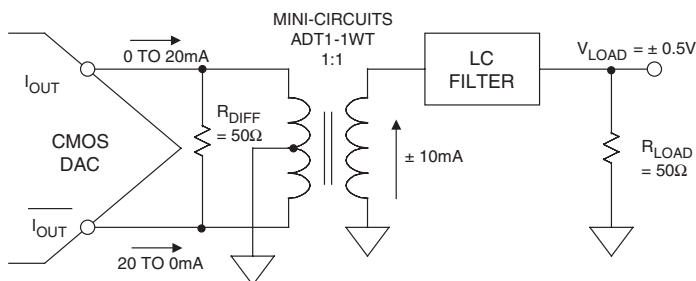 MINI-CIRCUITS
ADT1-1WT
1:1
0 TO 20mA
I_OUT
CMOS
DAC
R_DIFF
= 50Ω
LC
FILTER
V_LOAD = ± 0.5V
± 10mA
R_LOAD
= 50Ω
I̅_O̅U̅T̅
20 TO 0mA